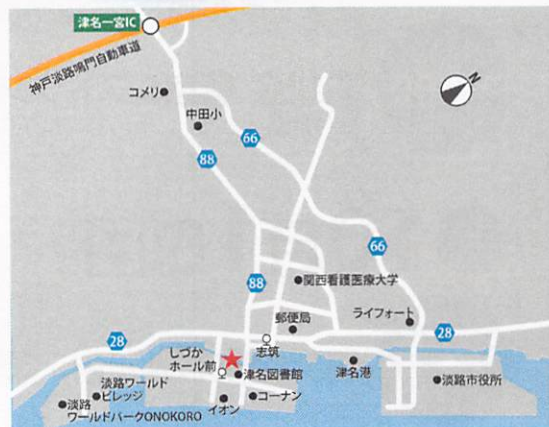 津名一宮IC
神戸淡路鳴門自動車道
N
コメリ
中田小
66
88
66
88
関西看護医療大学
郵便局
ライフォート
28
28
志筑
しづか
ホール前
津名図書館
津名港
淡路市役所
淡路ワールド
ビレッジ
イオン
コーナン
淡路
ワールドパークONOKORO